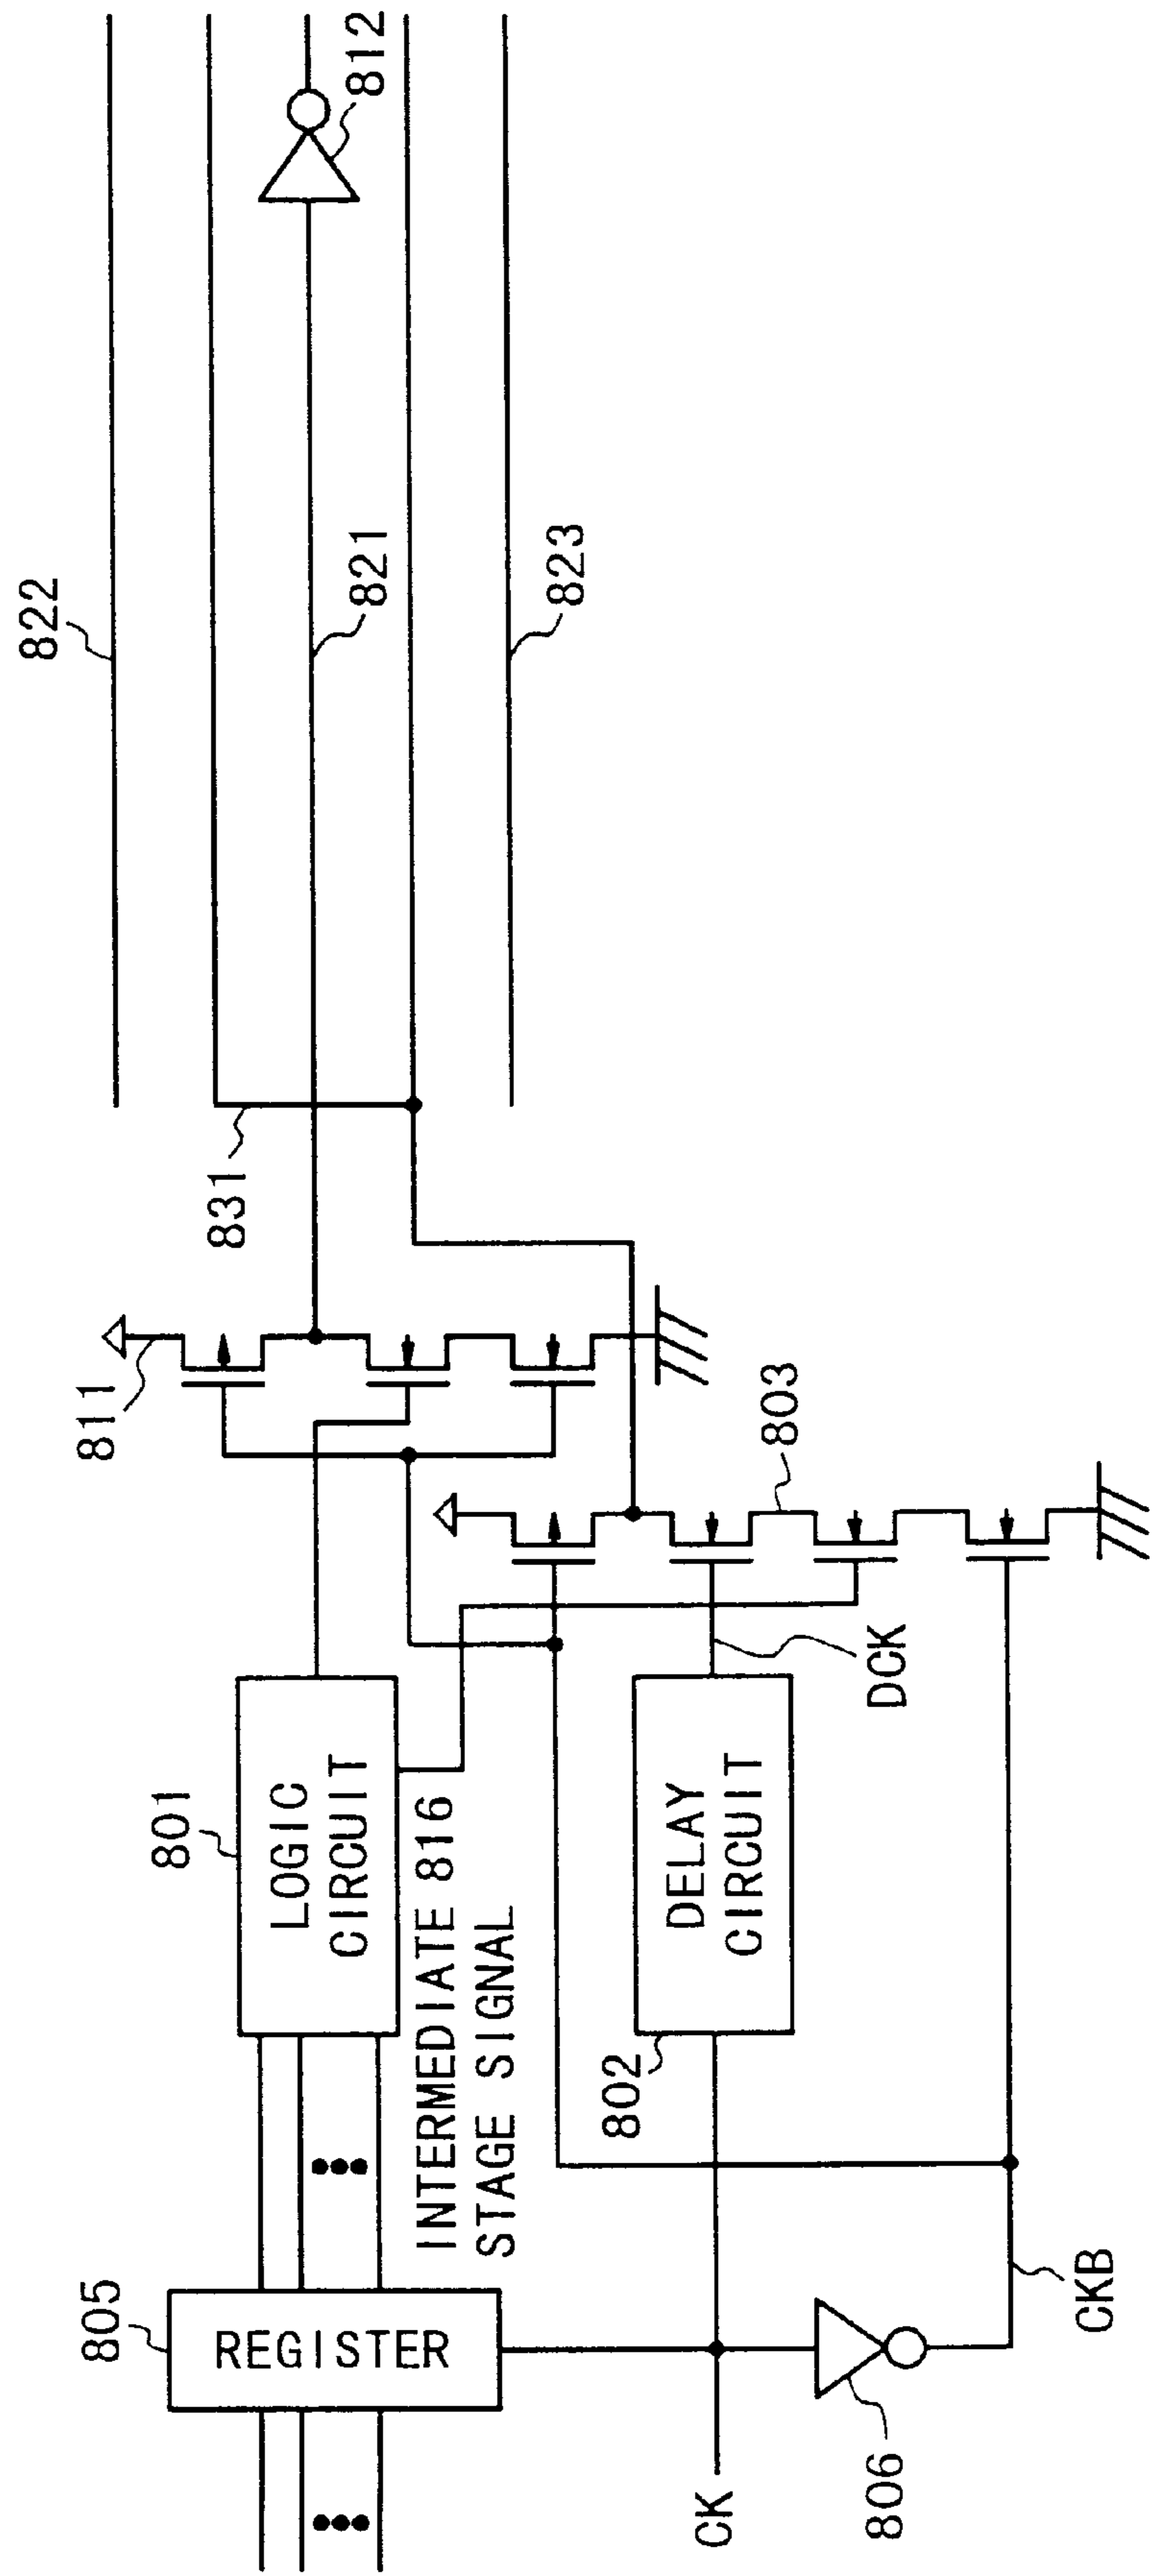 822
812
821
823
831
811
803
801
LOGIC
CIRCUIT
INTERMEDIATE 816
STAGE SIGNAL
DELAY
CIRCUIT
802
DCK
805
REGISTER
CK
806
CKB